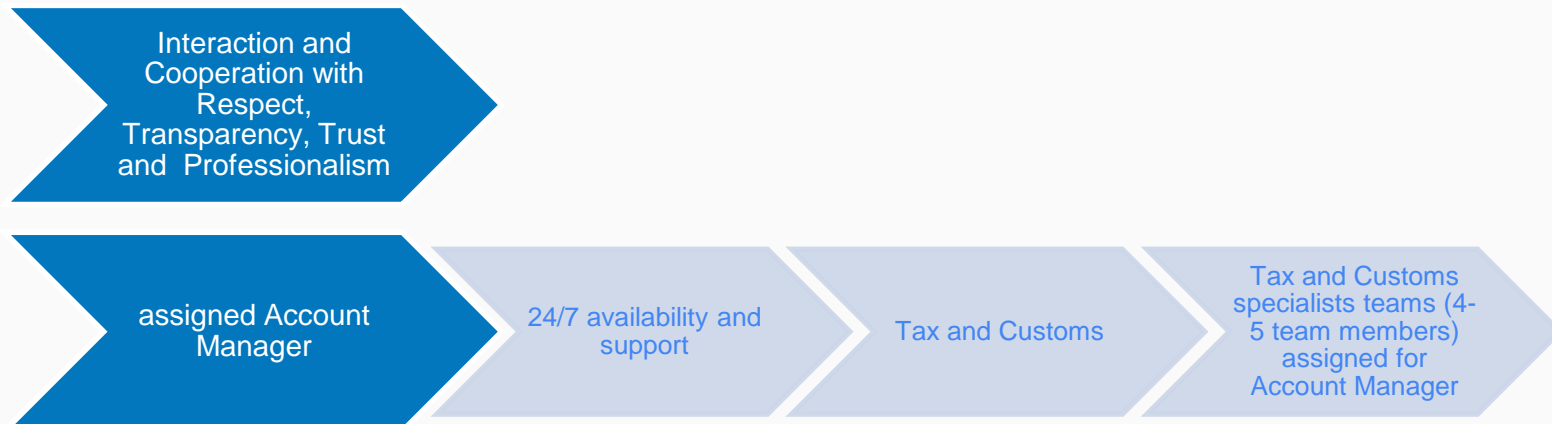 Interaction and
Cooperation with
Respect,
Transparency, Trust
and  Professionalism
assigned Account
Manager
24/7 availability and
support
Tax and Customs
Tax and Customs
specialists teams (4-
5 team members)
assigned for
Account Manager